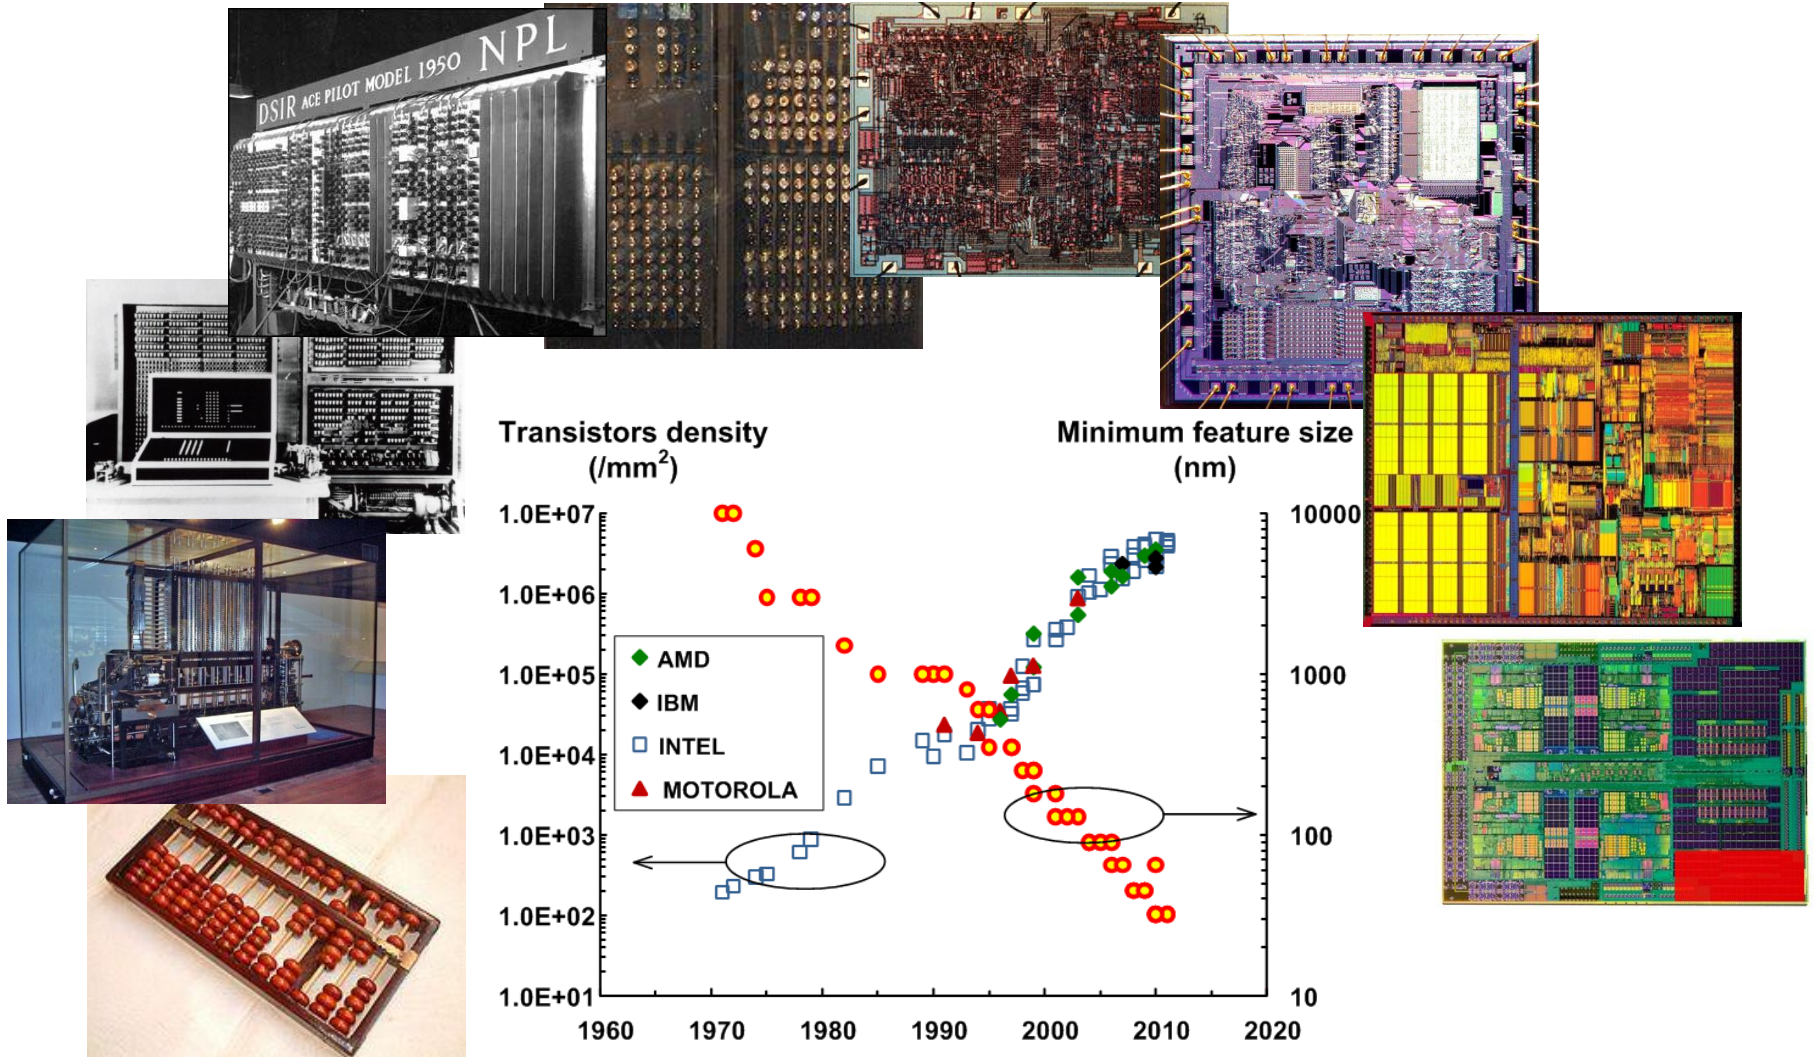 DSIR ACE PILOT MODEL 1950 NPL
Transistors density
(/mm2)
Minimum feature size
(nm)
1.0E+07
1.0E+06
1.0E+05
1.0E+04
1.0E+03
1.0E+02
1.0E+01
AMD
IBM
INTEL
MOTOROLA
10000
1000
100
10
1960
1970
1980
1990
2000
2010
2020